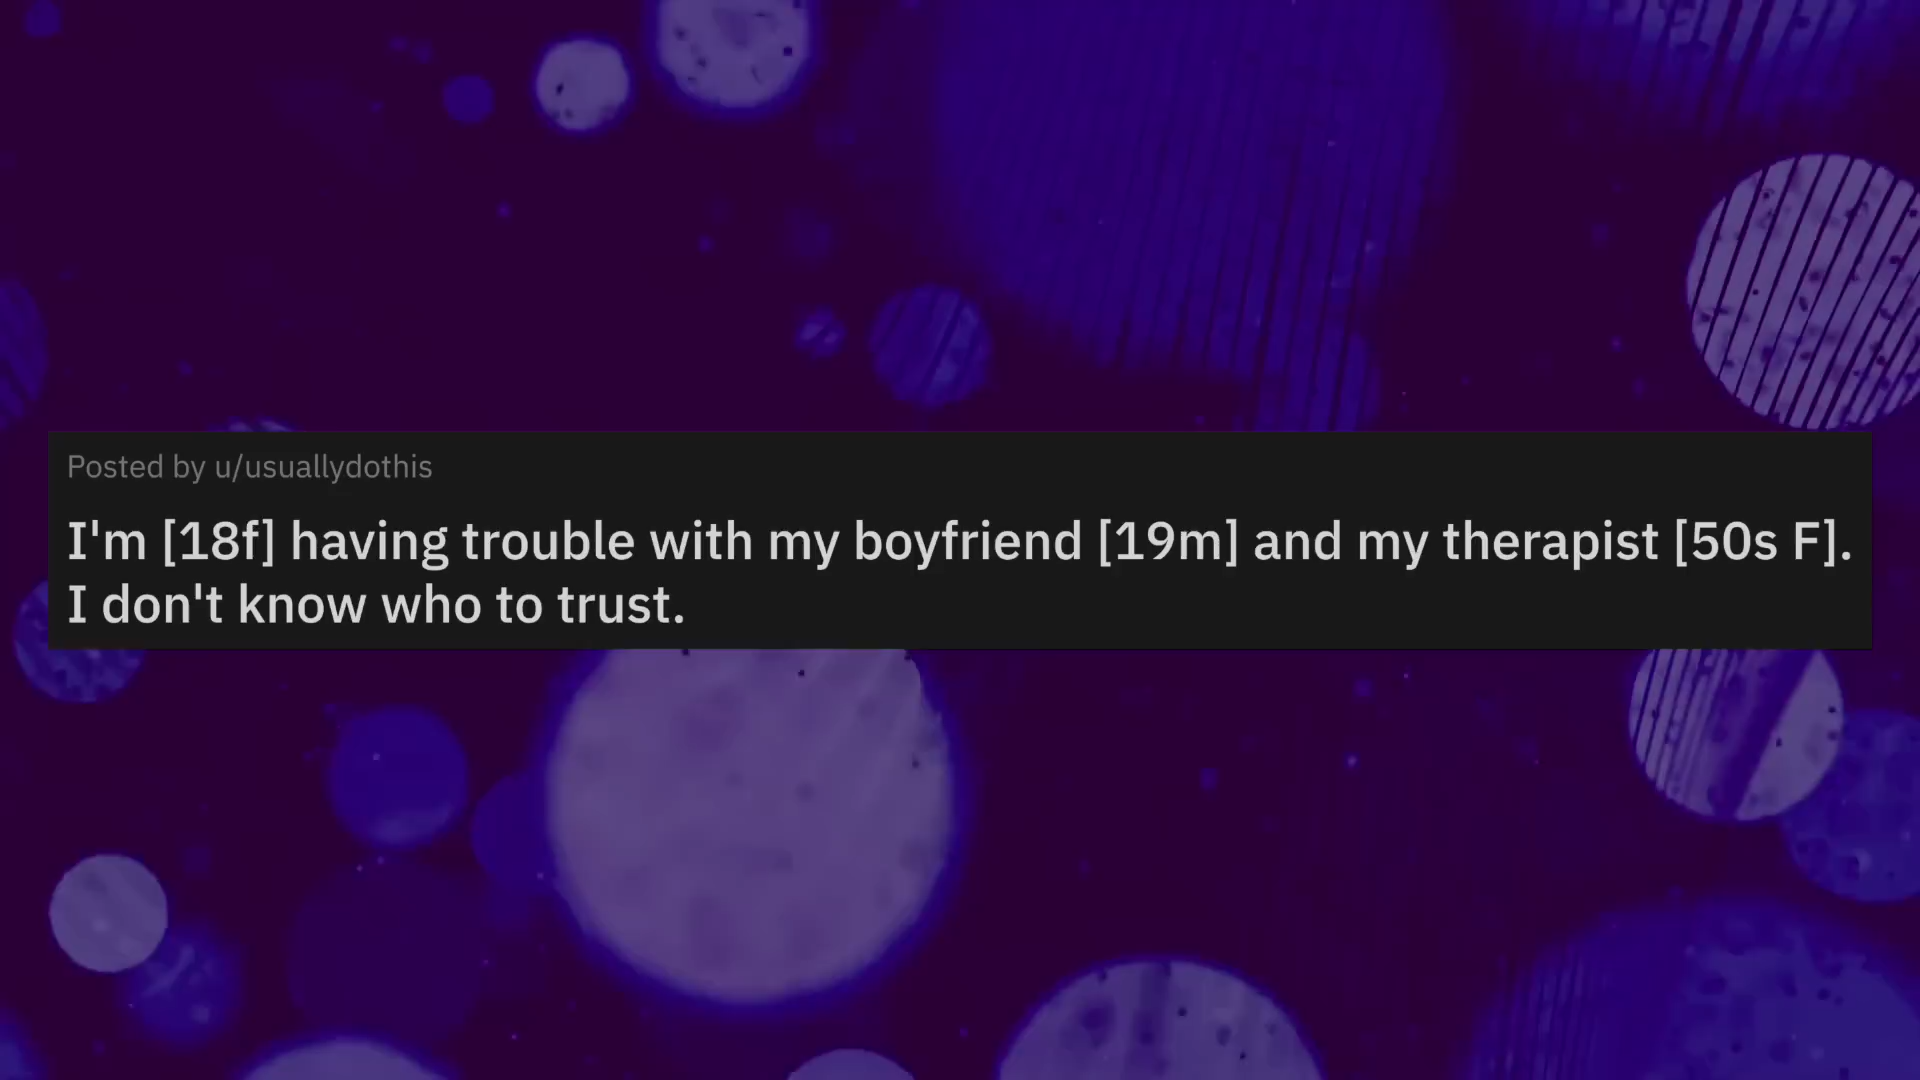 Posted by u/usuallydothis
I'm [18f] having trouble with my boyfriend [19m] and my therapist [50s F].
I don't know who to trust.